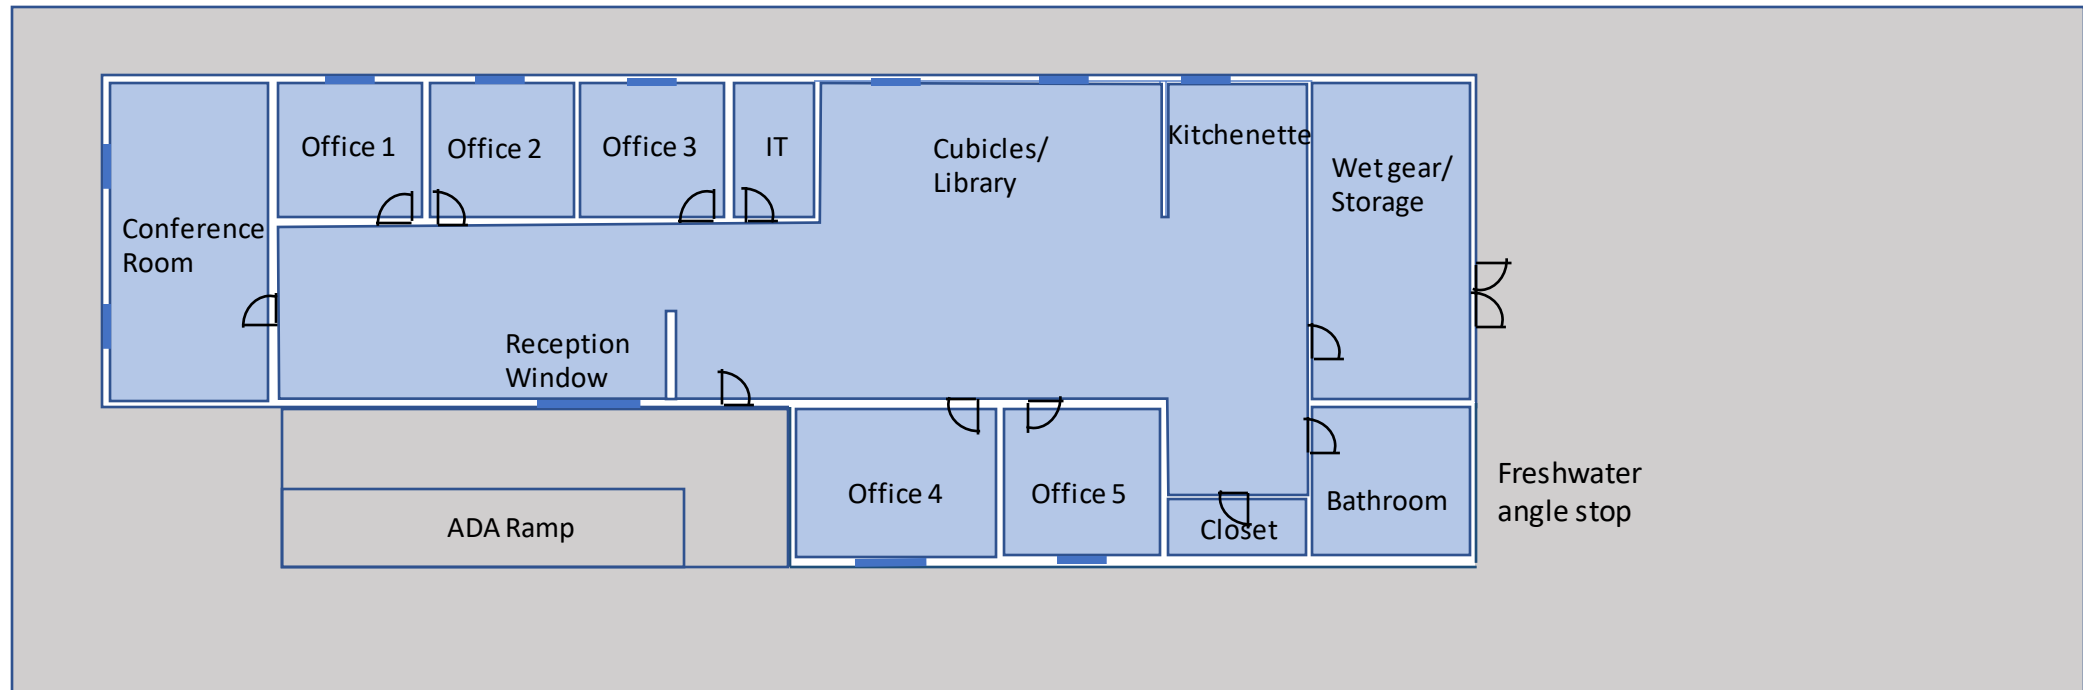 Office 1
Office 2
Office 3
IT
Cubicles/
Library
Kitchenette
Wet gear/
Storage
Conference
Room
Reception
Window
ADA Ramp
Office 4
Office 5
Closet
Bathroom
Freshwater
angle stop